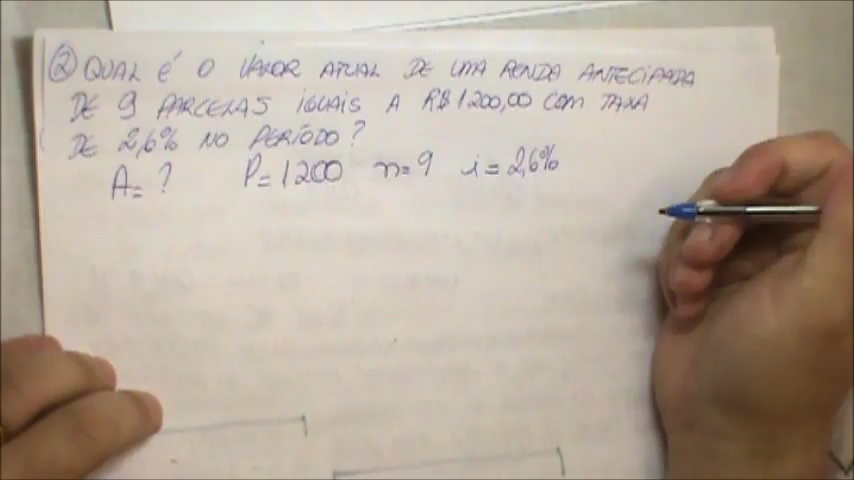 ② QUAL É O VALOR ATUAL DE UMA RENDA ANTECIPADA
DE 9 PARCELAS IGUAIS A R$1200,00 COM TAXA
DE 2,6% NO PERÍODO?
A = ? P = 1200 n = 9 i = 2,6%